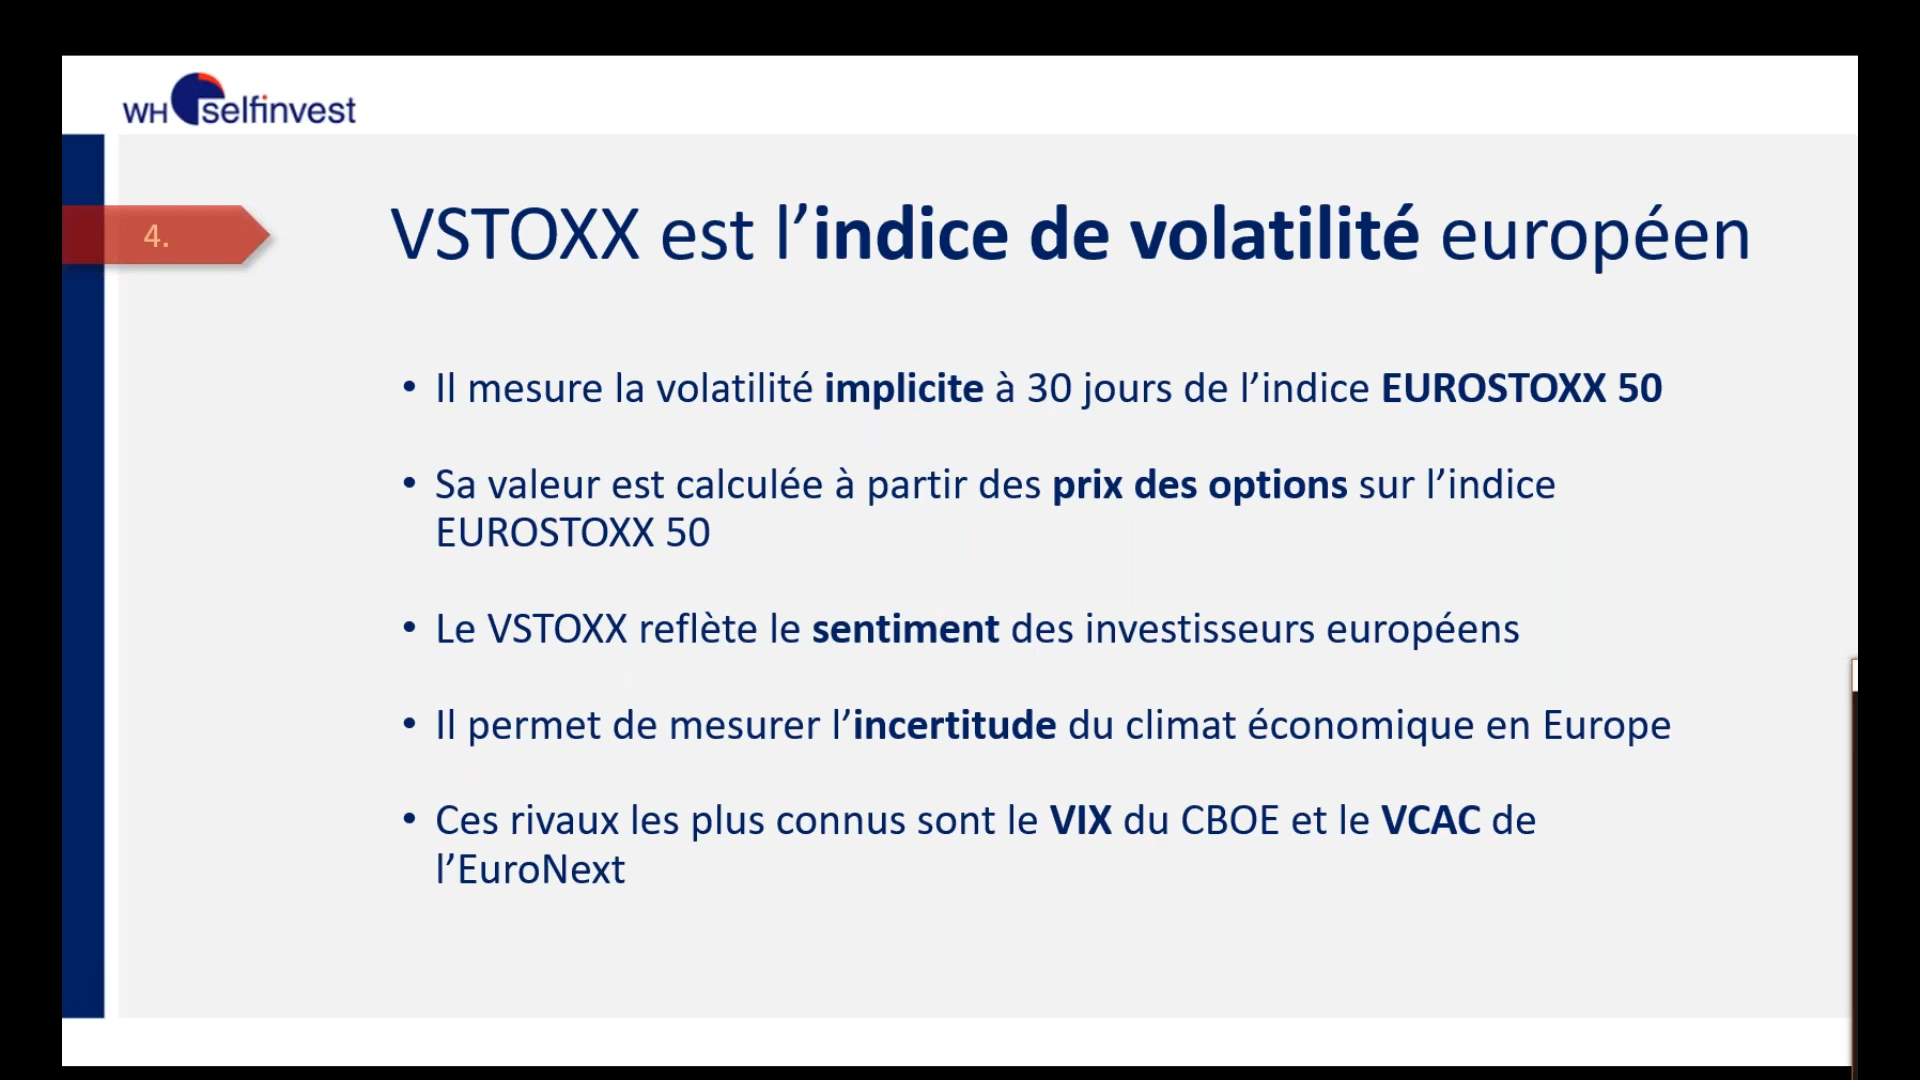 WH selfinvest
4.
VSTOXX est l’indice de volatilité européen
• Il mesure la volatilité implicite à 30 jours de l’indice EUROSTOXX 50
• Sa valeur est calculée à partir des prix des options sur l’indice
EUROSTOXX 50
• Le VSTOXX reflète le sentiment des investisseurs européens
• Il permet de mesurer l’incertitude du climat économique en Europe
• Ces rivaux les plus connus sont le VIX du CBOE et le VCAC de
l’EuroNext